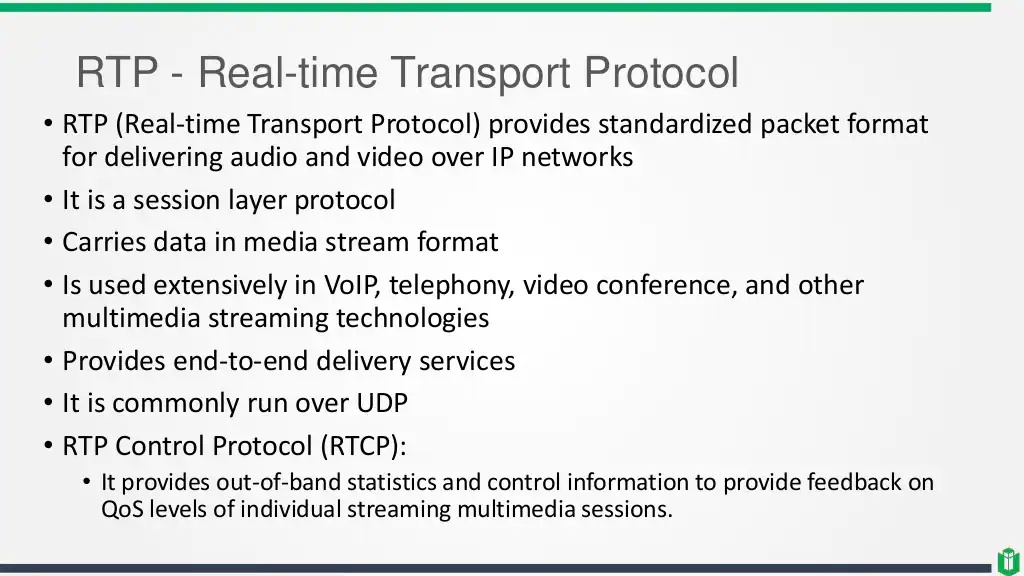 RTP - Real-time Transport Protocol
• RTP (Real-time Transport Protocol) provides standardized packet format
for delivering audio and video over IP networks
• It is a session layer protocol
• Carries data in media stream format
• Is used extensively in VoIP, telephony, video conference, and other
multimedia streaming technologies
• Provides end-to-end delivery services
• It is commonly run over UDP
• RTP Control Protocol (RTCP):
• It provides out-of-band statistics and control information to provide feedback on
QoS levels of individual streaming multimedia sessions.